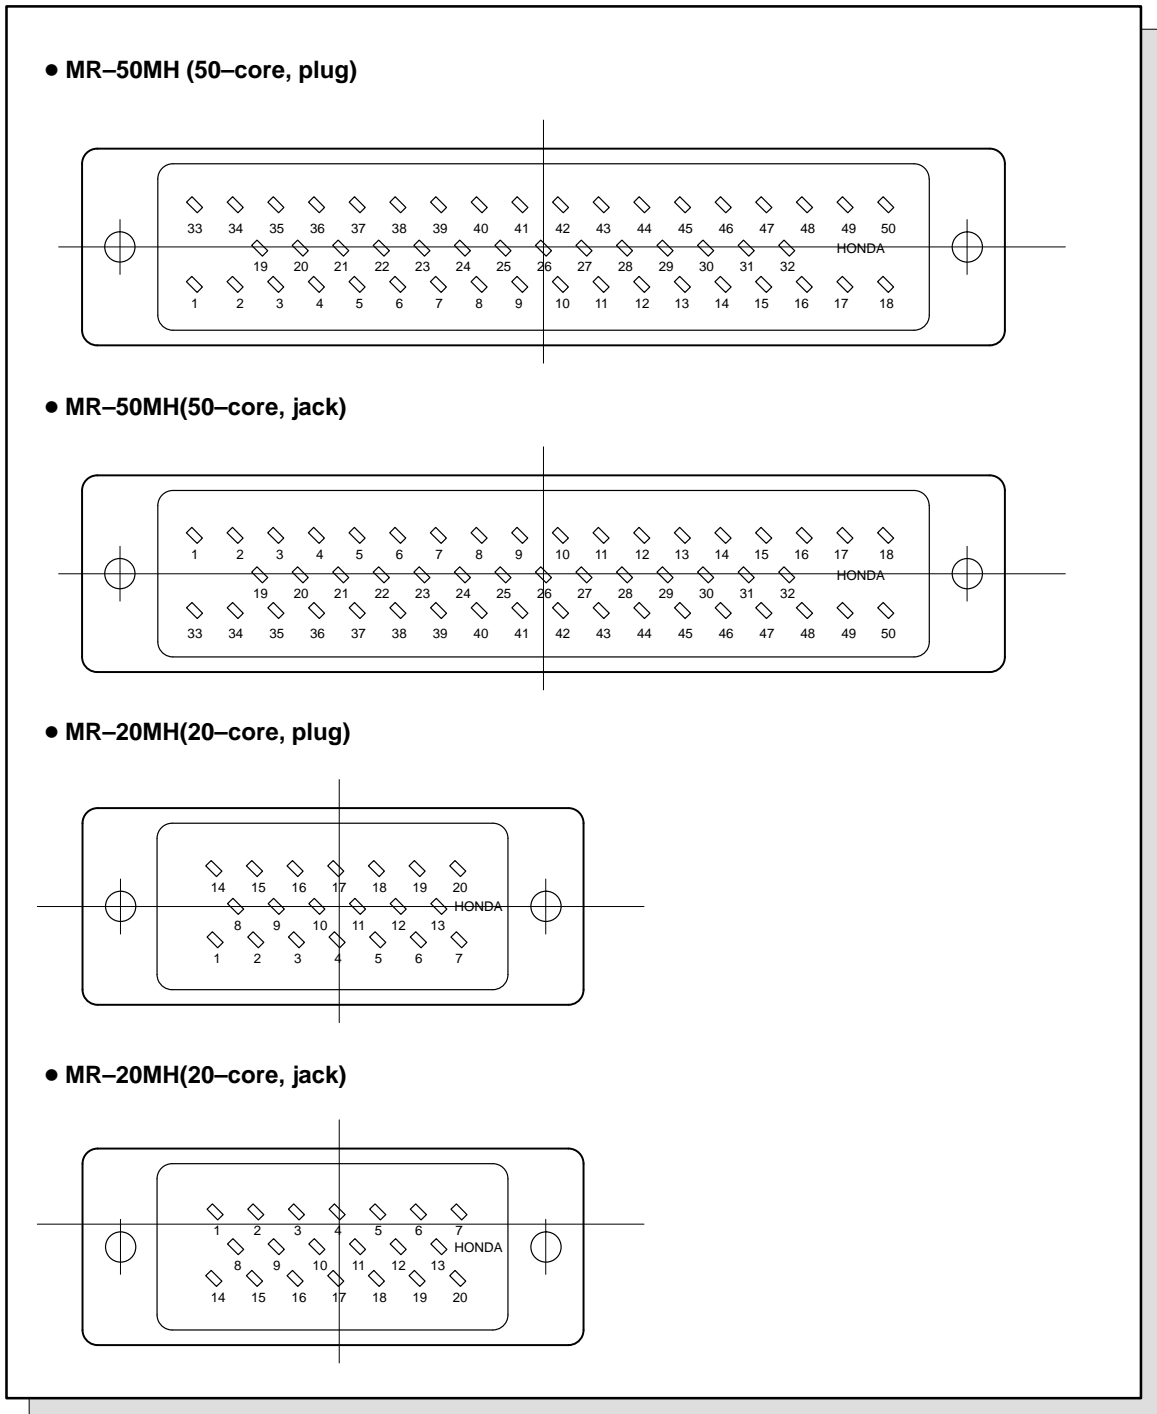 ● MR–50MH (50–core, plug)
33 34 35 36 37 38 39 40 41 42 43 44 45 46 47 48 49 50
HONDA
19 20 21 22 23 24 25 26 27 28 29 30 31 32
1 2 3 4 5 6 7 8 9 10 11 12 13 14 15 16 17 18
● MR–50MH(50–core, jack)
1 2 3 4 5 6 7 8 9 10 11 12 13 14 15 16 17 18
HONDA
19 20 21 22 23 24 25 26 27 28 29 30 31 32
33 34 35 36 37 38 39 40 41 42 43 44 45 46 47 48 49 50
● MR–20MH(20–core, plug)
14 15 16 17 18 19 20
HONDA
8 9 10 11 12 13
1 2 3 4 5 6 7
● MR–20MH(20–core, jack)
1 2 3 4 5 6 7
HONDA
8 9 10 11 12 13
14 15 16 17 18 19 20